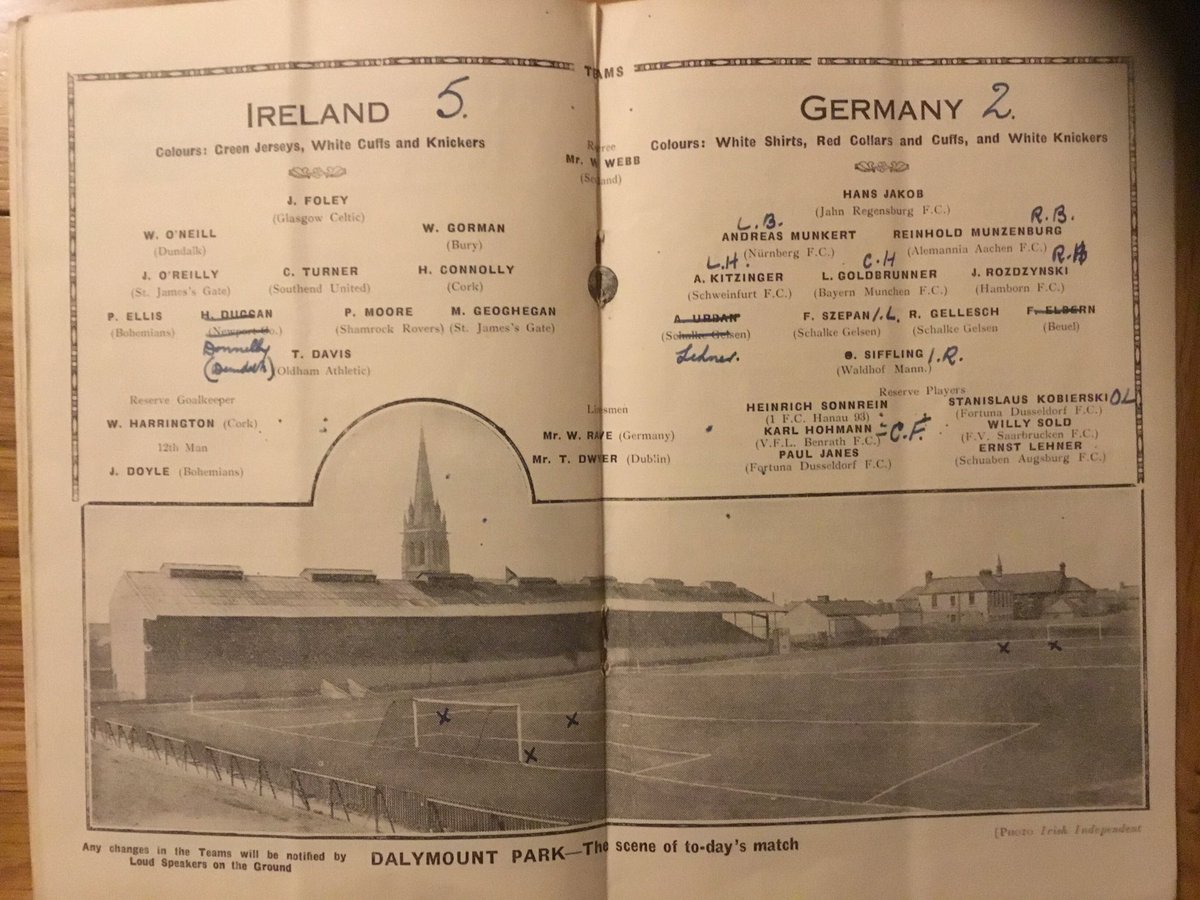 TEAMS
IRELAND 5.
Colours: Green Jerseys, White Cuffs and Knickers
J. FOLEY
(Glasgow Celtic)
W. O'NEILL W. GORMAN
(Dundalk) (Bury)
J. O'REILLY C. TURNER H. CONNOLLY
(St. James's Gate) (Southend United) (Cork)
P. ELLIS H. DUGGAN P. MOORE M. GEOGHEGAN
(Bohemians) (Newport Co.) (Shamrock Rovers) (St. James's Gate)
Donnelly T. DAVIS
(Dundalk) (Oldham Athletic)
Reserve Goalkeeper
W. HARRINGTON (Cork)
12th Man
J. DOYLE (Bohemians)
Mr. W WEBB
Mr. W. RAVE (Germany)
Mr. T. DWYER (Dublin)
GERMANY 2.
Colours: White Shirts, Red Collars and Cuffs, and White Knickers
HANS JAKOB
(Jahn Regensburg F.C.)
L.B. R.B.
ANDREAS MUNKERT REINHOLD MUNZENBURG
(Nürnberg F.C.) (Alemannia Aachen F.C.)
L.H. C.H R.H
A. KITZINGER L. GOLDBRUNNER J. ROZDZYNSKI
(Schweinfurt F.C.) (Bayern Munchen F.C.) (Hamborn F.C.)
A. URBAN F. SZEPAN I.L. R. GELLESCH F. ELBERN
(Schalke Gelsen) (Schalke Gelsen) (Schalke Gelsen (Beuel)
Lehner. O. SIFFLING I.R.
(Waldhof Mann.)
Reserve Players
HEINRICH SONNREIN STANISLAUS KOBIERSKI OL
(1 F.C. Hanau 93) (Fortuna Dusseldorf F.C.)
KARL HOHMANN = C.F. WILLY SOLD
(V.F.L. Benrath F.C.) (F.V. Saarbrucken F.C.)
PAUL JANES ERNST LEHNER
(Fortuna Dusseldorf F.C.) (Schuaben Augsburg F.C.)
x x x x x
[PHOTO Irish Independent
Any changes in the Teams will be notified by
Loud Speakers on the Ground
DALYMOUNT PARK—The scene of to-day's match